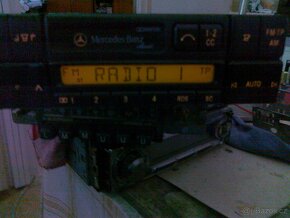 Mercedes-Benz
1-2
CC
FM-TP
AM
FM RADIO 1 TP
AUTO
1 2 3 4 RDS SC
Bazos.cz